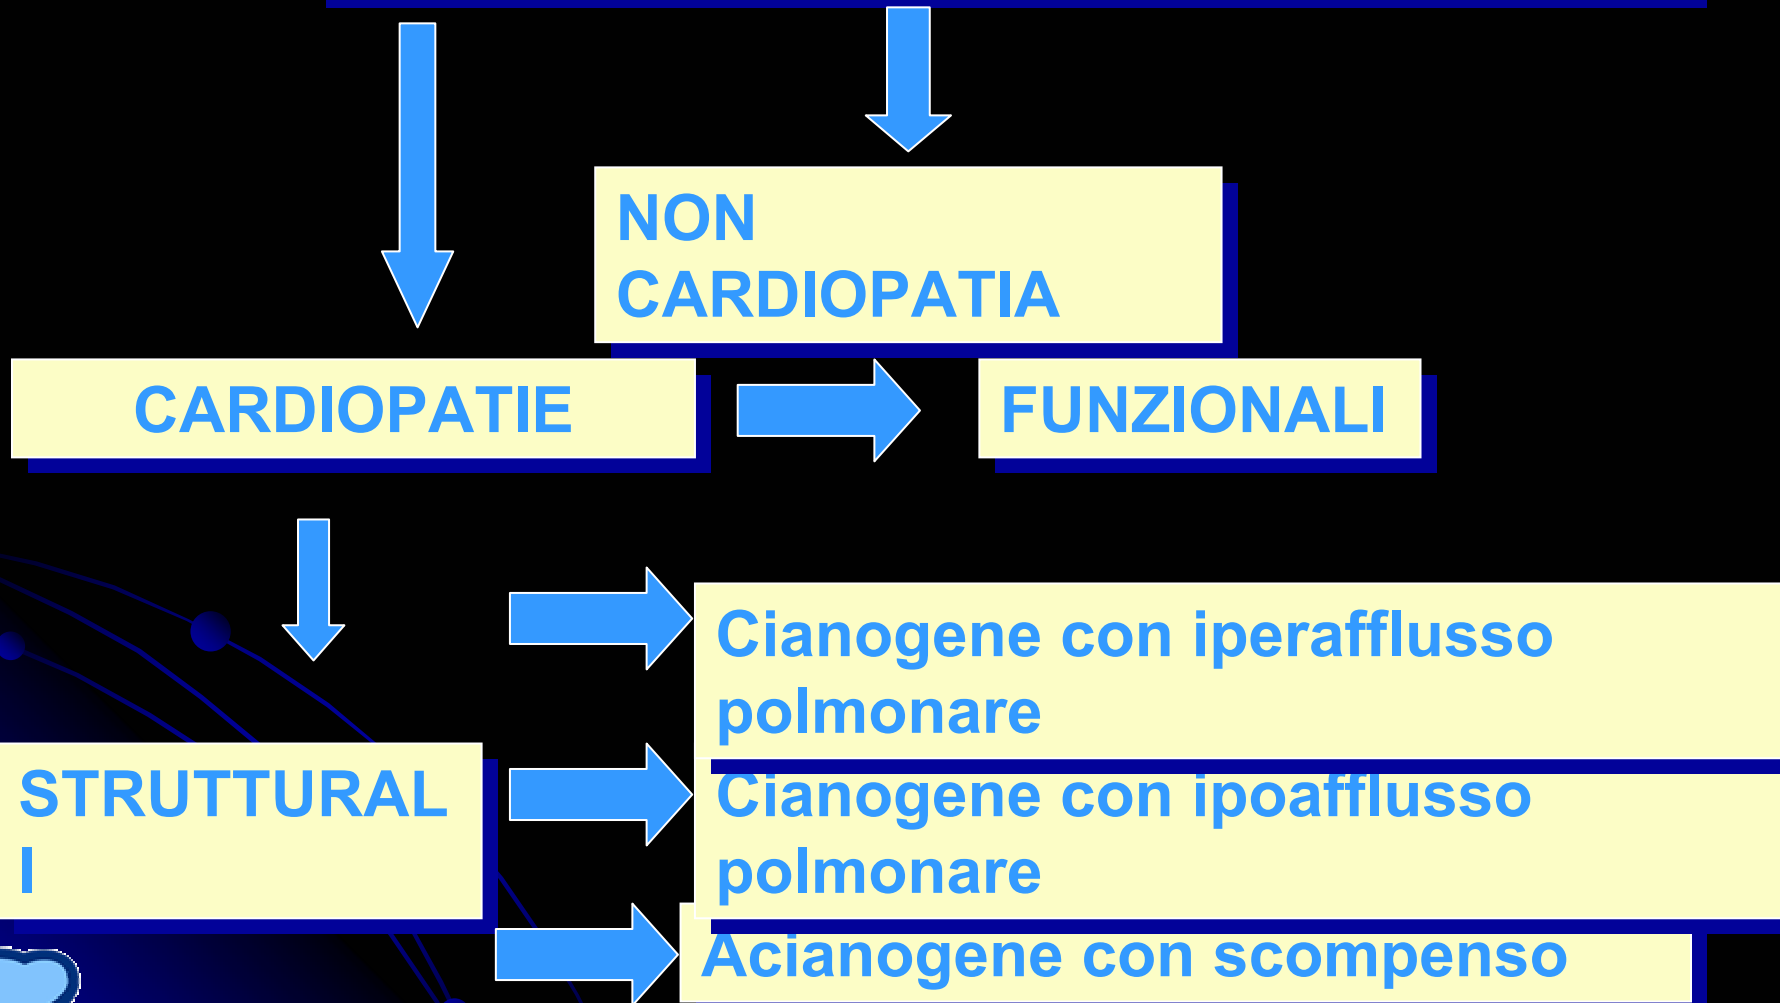 NON
CARDIOPATIA
CARDIOPATIE
FUNZIONALI
Cianogene con iperafflusso
polmonare
STRUTTURAL
I
Cianogene con ipoafflusso
polmonare
Acianogene con scompenso